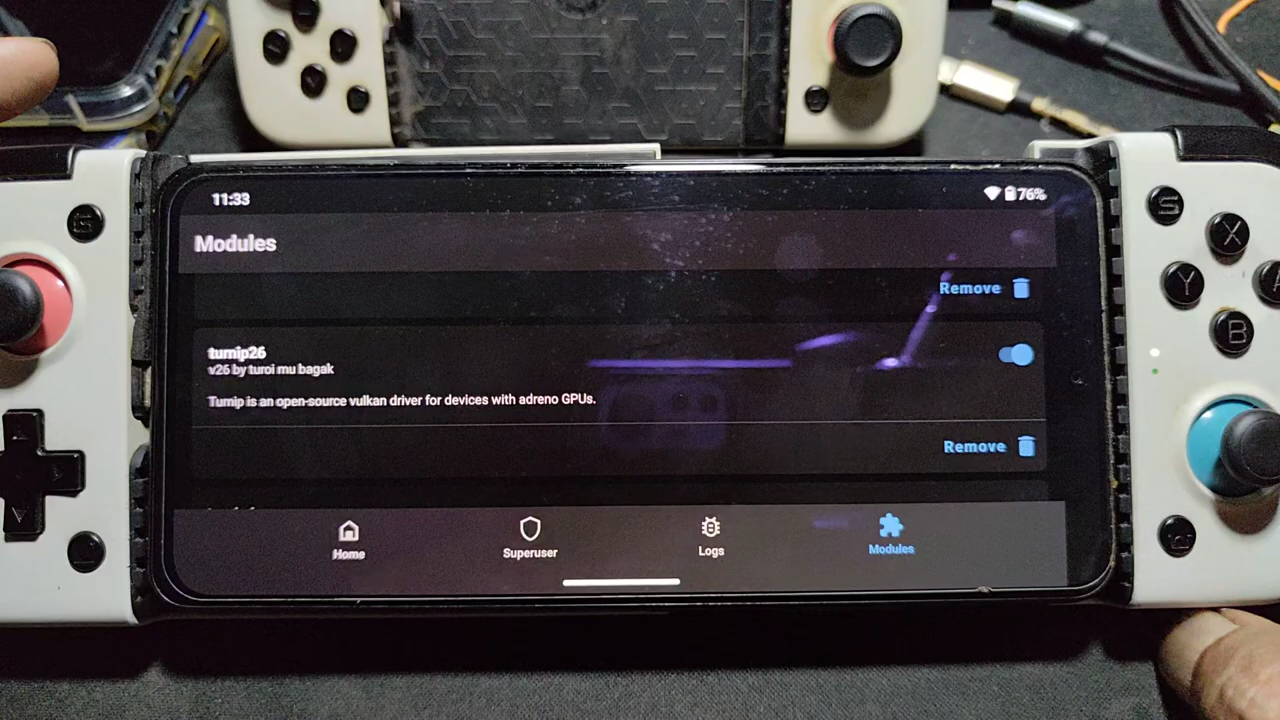 11:33
76%
Modules
Remove
turnip26
v26 by turoi mu bagak
Turnip is an open-source vulkan driver for devices with adreno GPUs.
Remove
Home
Superuser
Logs
Modules
S
X
Y
A
B